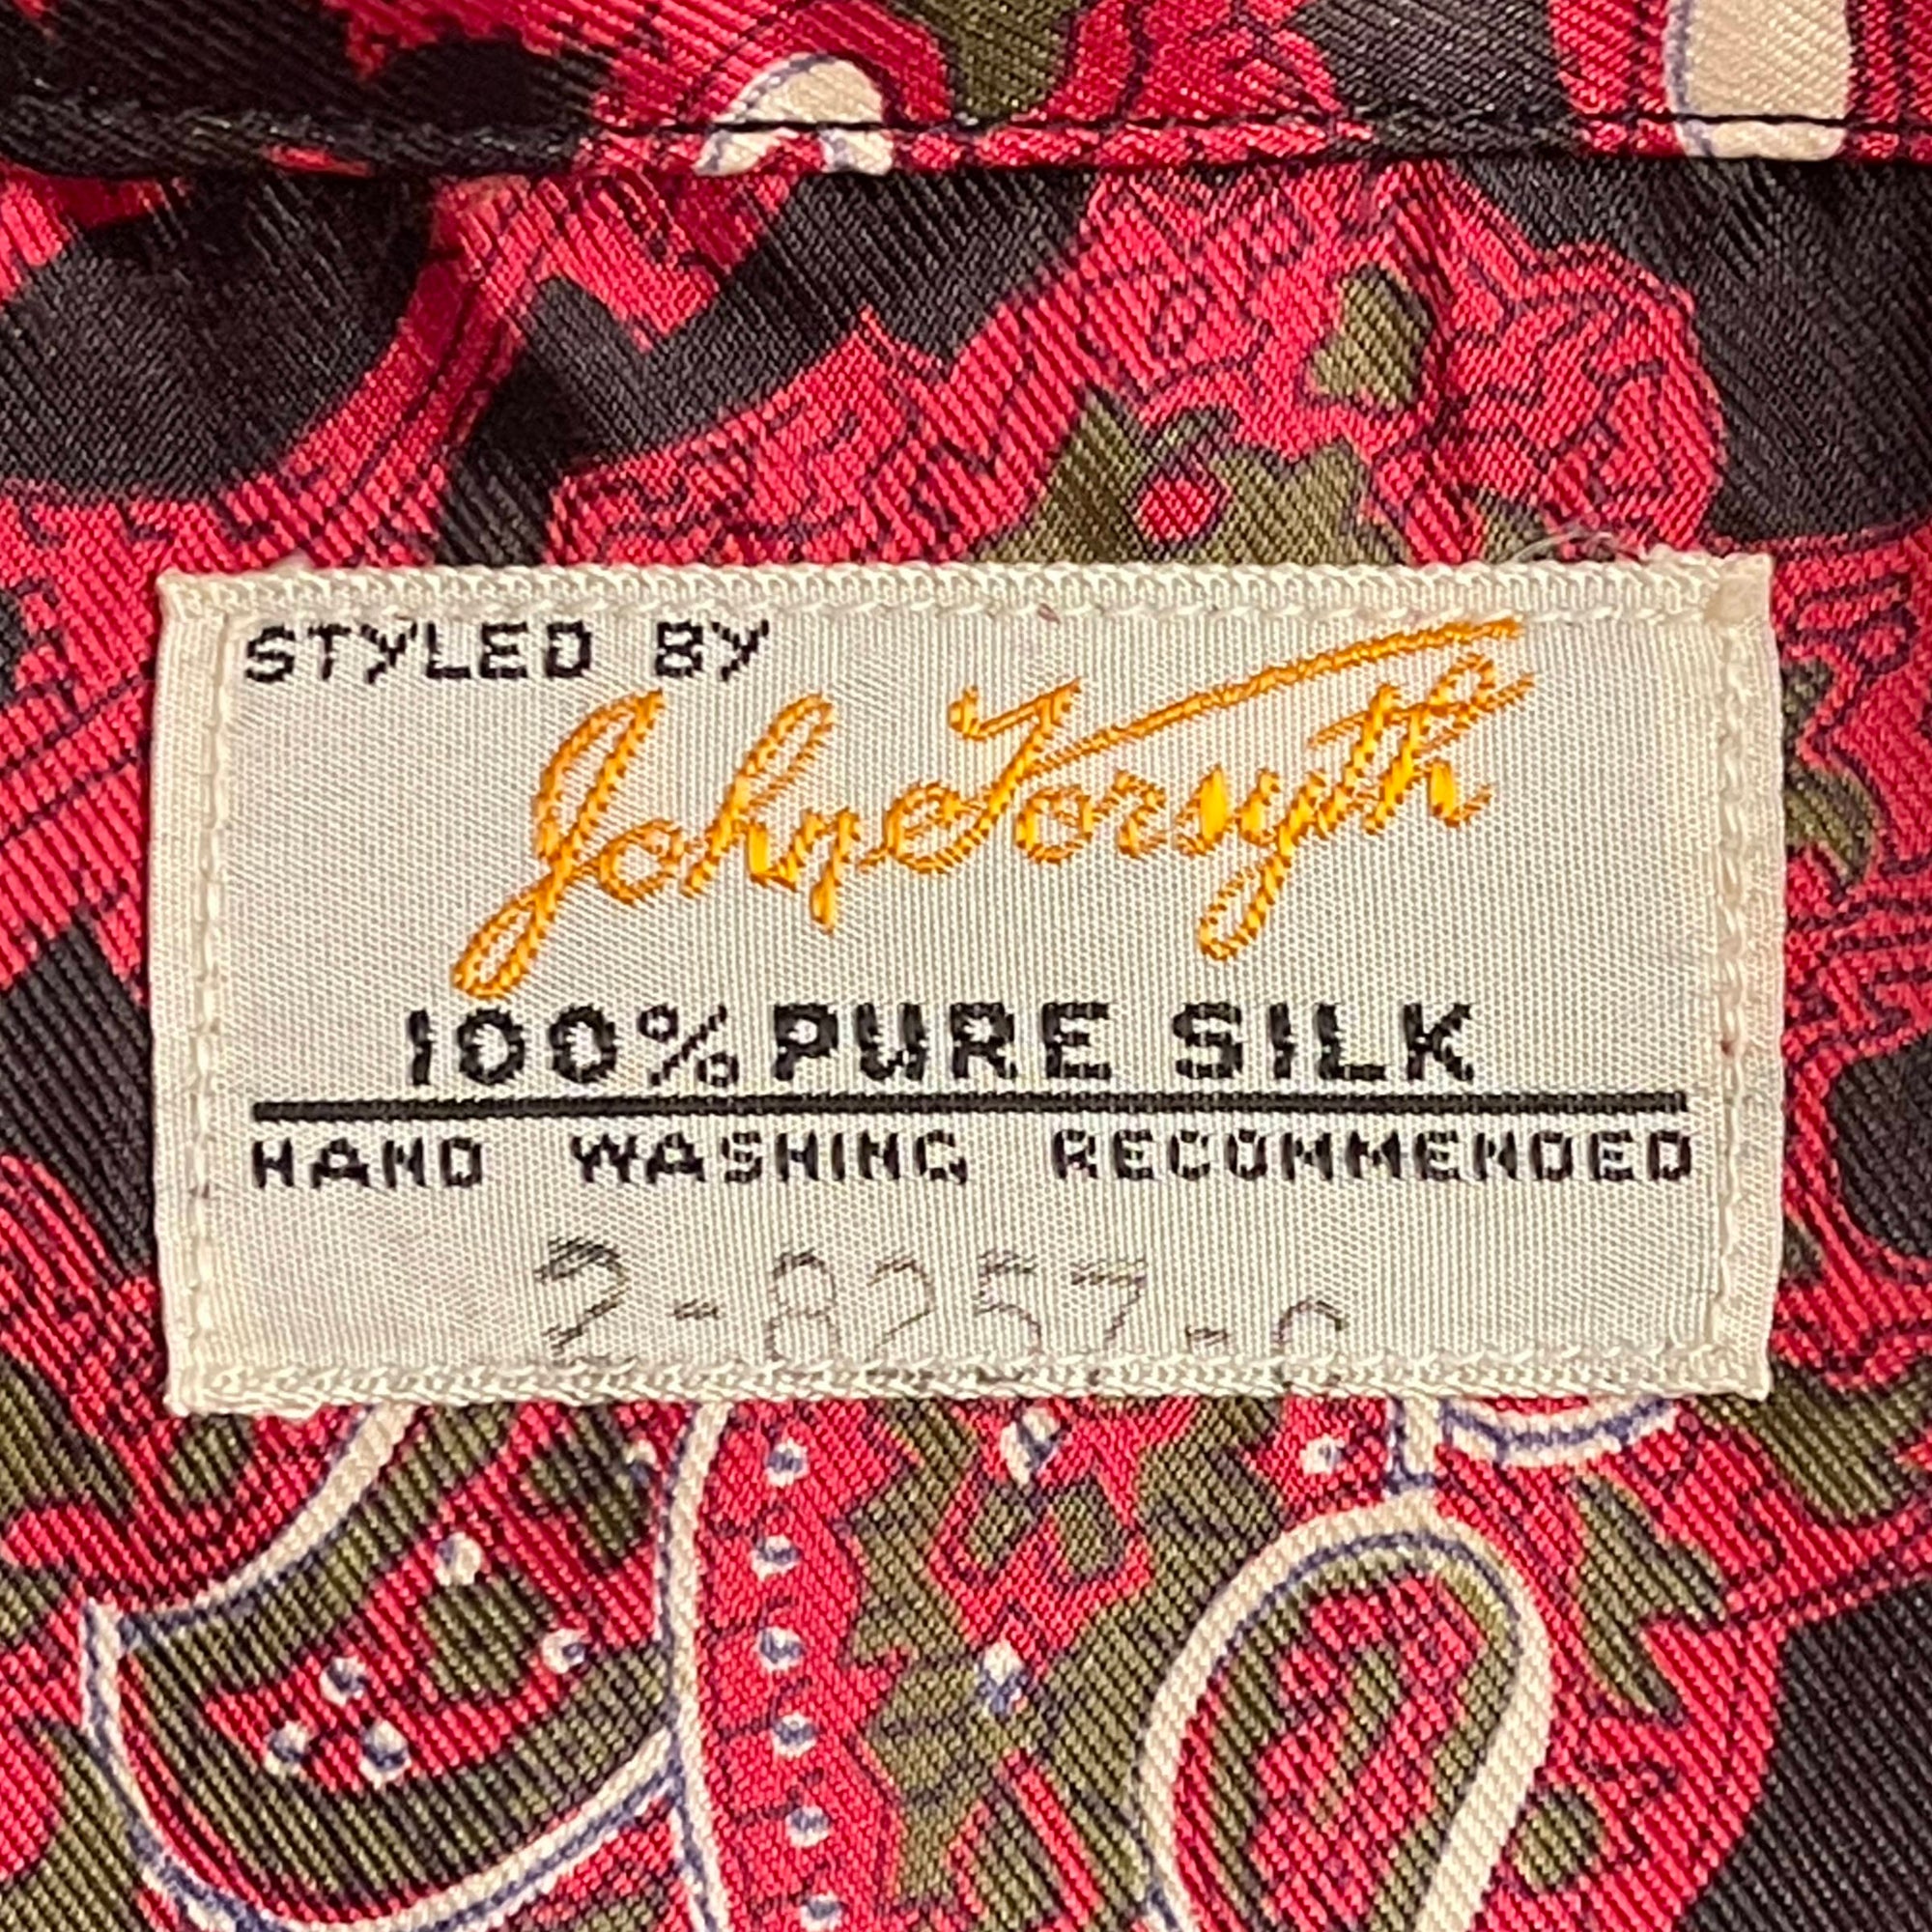 STYLED BY
John Forsyth
100% PURE SILK
HAND WASHING RECOMMENDED